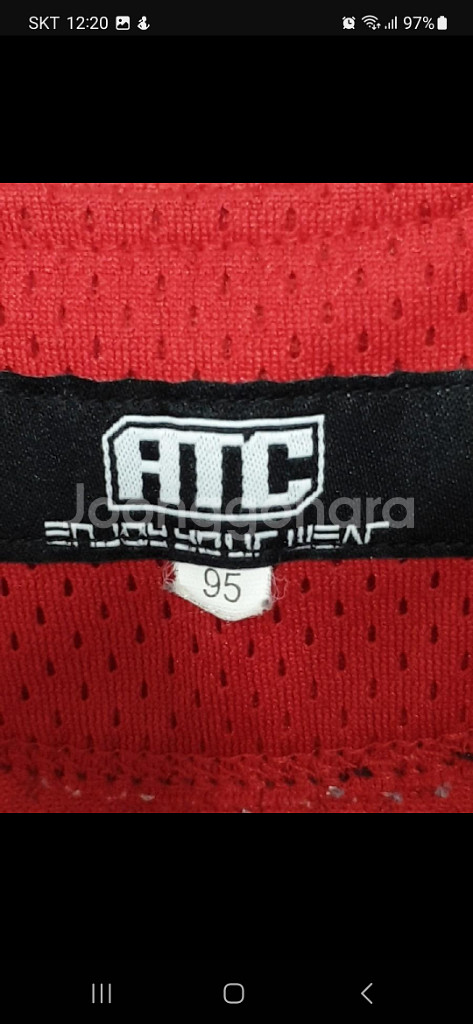 SKT 12:20 97%
ATC
Joonggonara
ENJOY YOUR WEAR
95